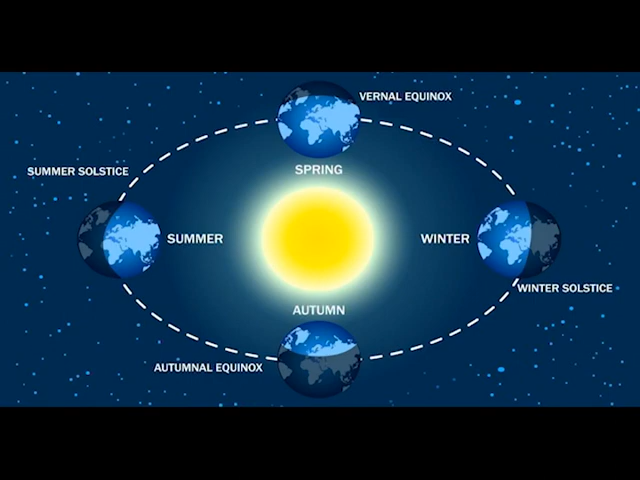 VERNAL EQUINOX
SPRING
SUMMER SOLSTICE
SUMMER
WINTER
WINTER SOLSTICE
AUTUMN
AUTUMNAL EQUINOX